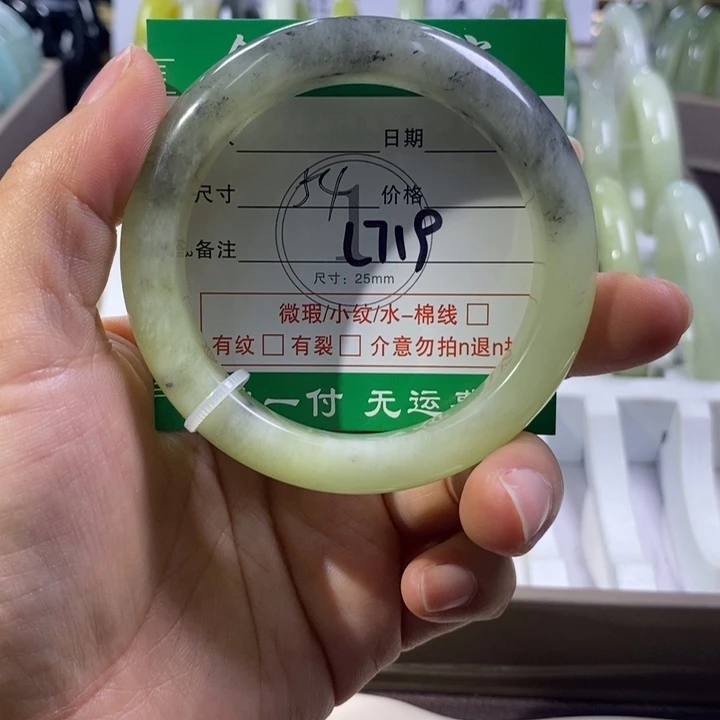 日期
尺寸 54 价格
备注 L719
尺寸：25mm
微瑕/小纹/水-棉线 □
有纹 □ 有裂 □ 介意勿拍n退n
一付 无运